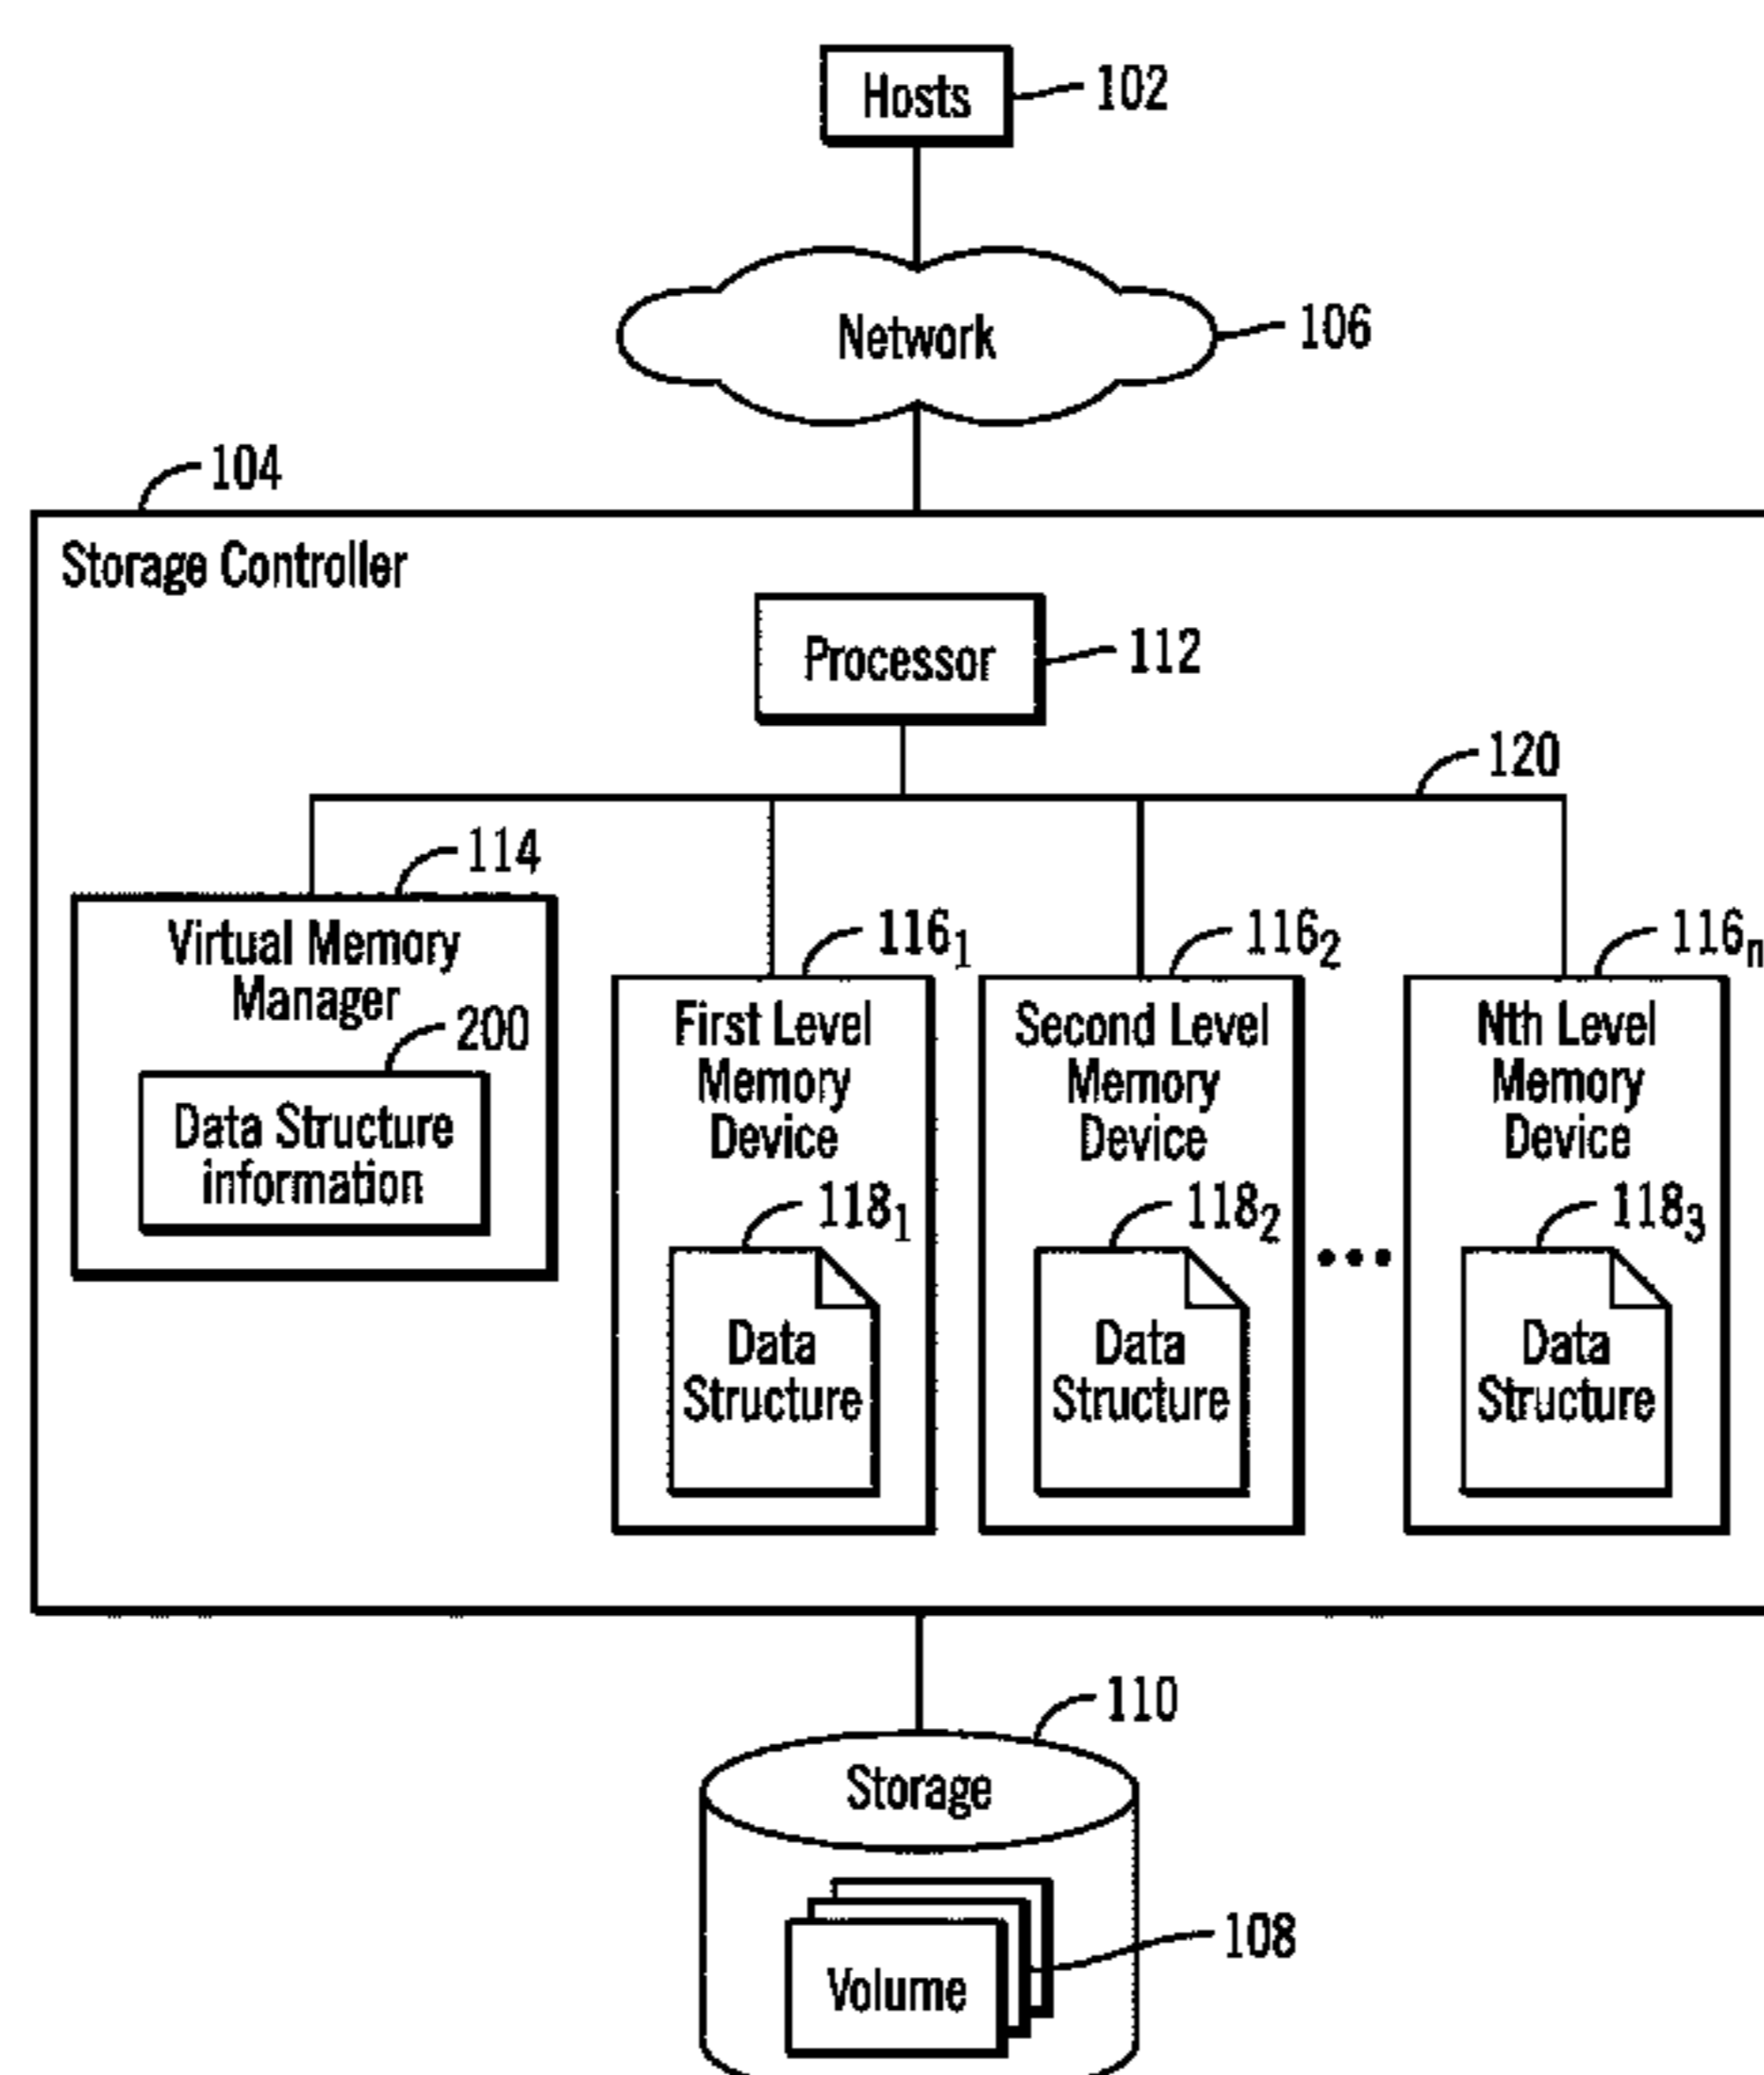 Hosts 102
Network 106
104
Storage Controller
Processor 112
120
114
Virtual Memory
Manager
200
Data Structure
information
116₁
First Level
Memory
Device
118₁
Data
Structure
116₂
Second Level
Memory
Device
118₂
Data
Structure
•••
116ₙ
Nth Level
Memory
Device
118₃
Data
Structure
110
Storage
108
Volume